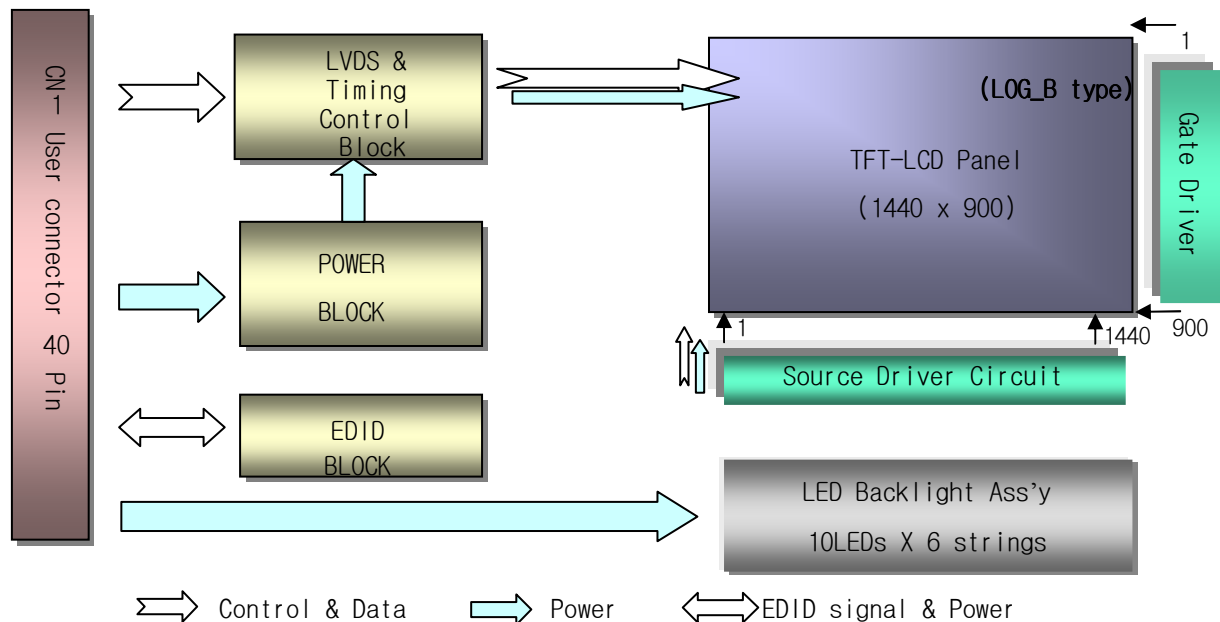 CN1 User connector 40 Pin
LVDS &
Timing
Control
Block
POWER
BLOCK
EDID
BLOCK
(LOG_B type)
TFT-LCD Panel
(1440 x 900)
1
Gate Driver
900
1
1440
Source Driver Circuit
LED Backlight Ass’y
10LEDs X 6 strings
Control & Data
Power
EDID signal & Power